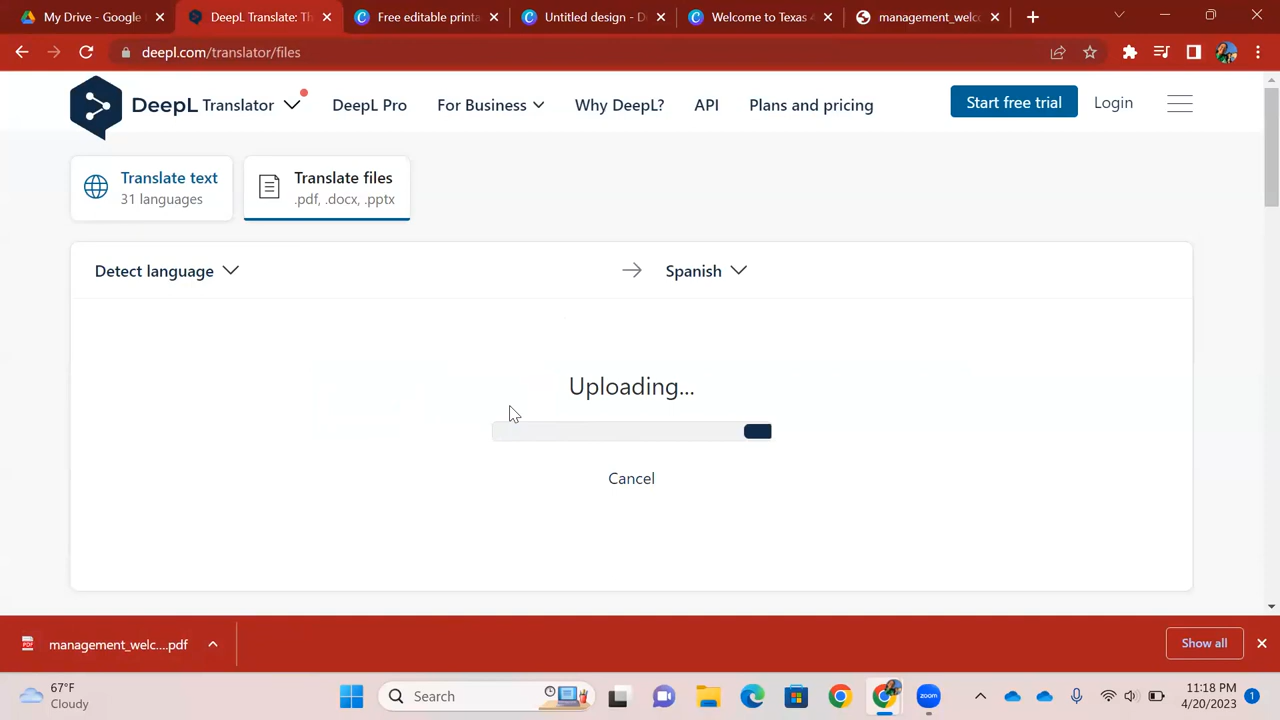 My Drive - Google
DeepL Translate: Th
Free editable printa
Untitled design - D
Welcome to Texas
management_welc
deepl.com/translator/files
DeepL Translator
DeepL Pro
For Business
Why DeepL?
API
Plans and pricing
Start free trial
Login
Translate text
31 languages
Translate files
.pdf, .docx, .pptx
Detect language
Spanish
Uploading...
Cancel
management_welc....pdf
Show all
67°F
Cloudy
Search
zoom
11:18 PM
4/20/2023
1